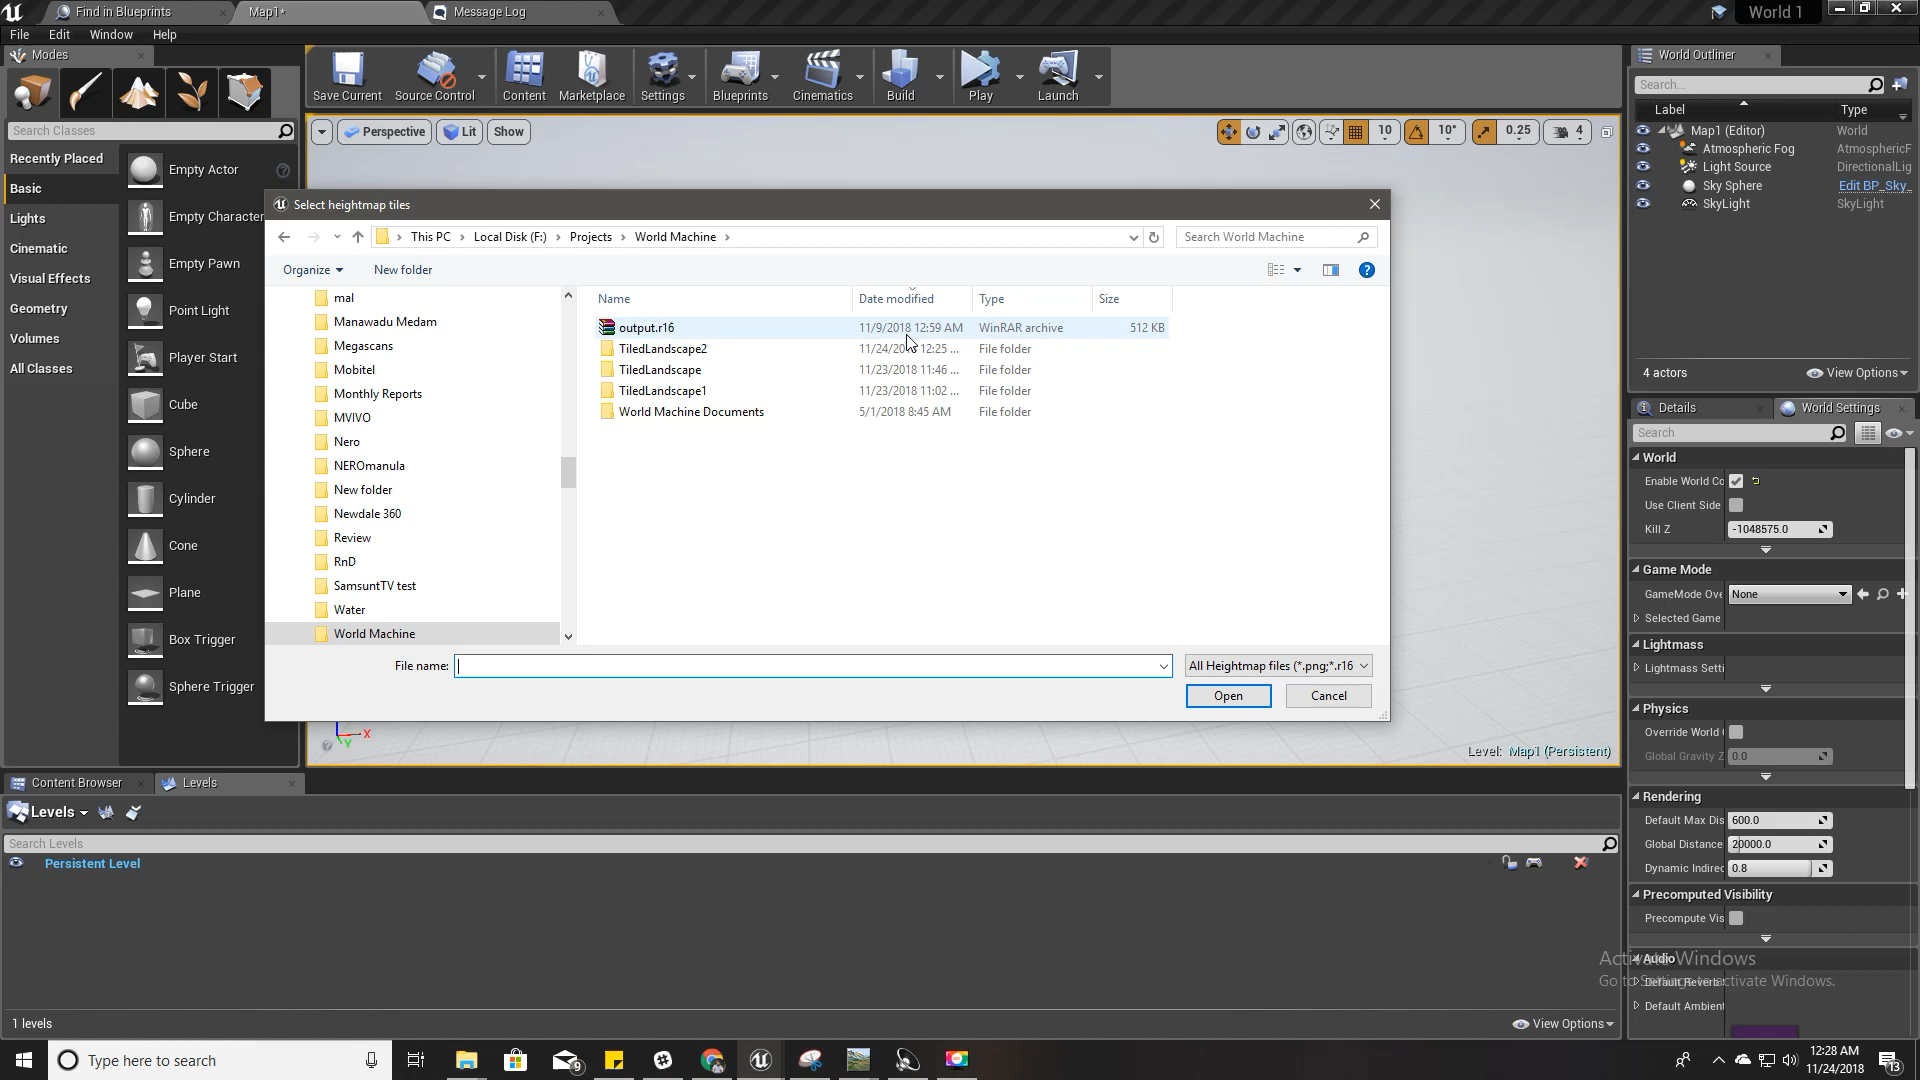 Find in Blueprints
Map1*
Message Log
World 1
File Edit Window Help
Modes
World Outliner
Save Current
Source Control
Content
Marketplace
Settings
Blueprints
Cinematics
Build
Play
Launch
Search...
Label
Type
Search Classes
Perspective
Lit
Show
10
10°
0.25
4
Map1 (Editor) World
Atmospheric Fog AtmosphericF
Light Source DirectionalLig
Sky Sphere Edit BP_Sky_
SkyLight SkyLight
4 actors
View Options
Recently Placed
Basic
Lights
Cinematic
Visual Effects
Geometry
Volumes
All Classes
Empty Actor
Empty Character
Empty Pawn
Point Light
Player Start
Cube
Sphere
Cylinder
Cone
Plane
Box Trigger
Sphere Trigger
Select heightmap tiles
This PC > Local Disk (F:) > Projects > World Machine >
Search World Machine
Organize
New folder
Name Date modified Type Size
mal
Manawadu Medam
Megascans
Mobitel
Monthly Reports
MVIVO
Nero
NEROmanula
New folder
Newdale 360
Review
RnD
SamsuntTV test
Water
World Machine
output.r16 11/9/2018 12:59 AM WinRAR archive 512 KB
TiledLandscape2 12:25 ... File folder
TiledLandscape 11/23/2018 11:46 ... File folder
TiledLandscape1 11/23/2018 11:02 ... File folder
World Machine Documents 5/1/2018 8:45 AM File folder
File name:
All Heightmap files (*.png;*.r16
Open
Cancel
X
Y
Level: Map1 (Persistent)
Details
World Settings
Search
World
Enable World Co
Use Client Side
Kill Z -1048575.0
Game Mode
GameMode Ove None
Selected Game
Lightmass
Lightmass Setti
Physics
Override World
Global Gravity Z 0.0
Rendering
Default Max Dis 600.0
Global Distance 20000.0
Dynamic Indirec 0.8
Precomputed Visibility
Precompute Vis
Audio
Default Reverb
Default Ambien
Activate Windows
Go to Settings to activate Windows.
Content Browser
Levels
Levels
Search Levels
Persistent Level
1 levels
View Options
Type here to search
9
12:28 AM
11/24/2018
13